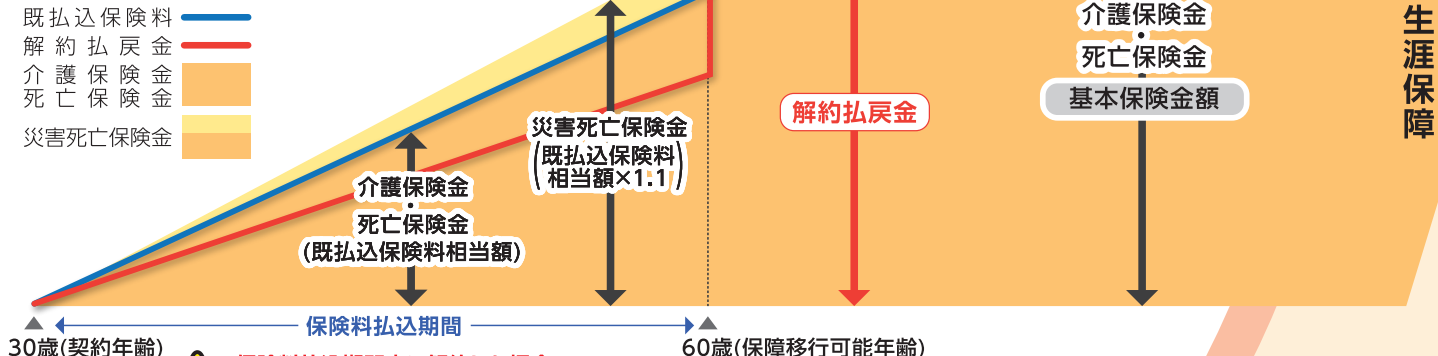 既払込保険料
解約払戻金
介護保険金
死亡保険金
災害死亡保険金
介護保険金
・
死亡保険金
(既払込保険料相当額)
災害死亡保険金
(既払込保険料
相当額×1.1)
解約払戻金
介護保険金
・
死亡保険金
基本保険金額
生涯保障
保険料払込期間
30歳(契約年齢)
60歳(保障移行可能年齢)